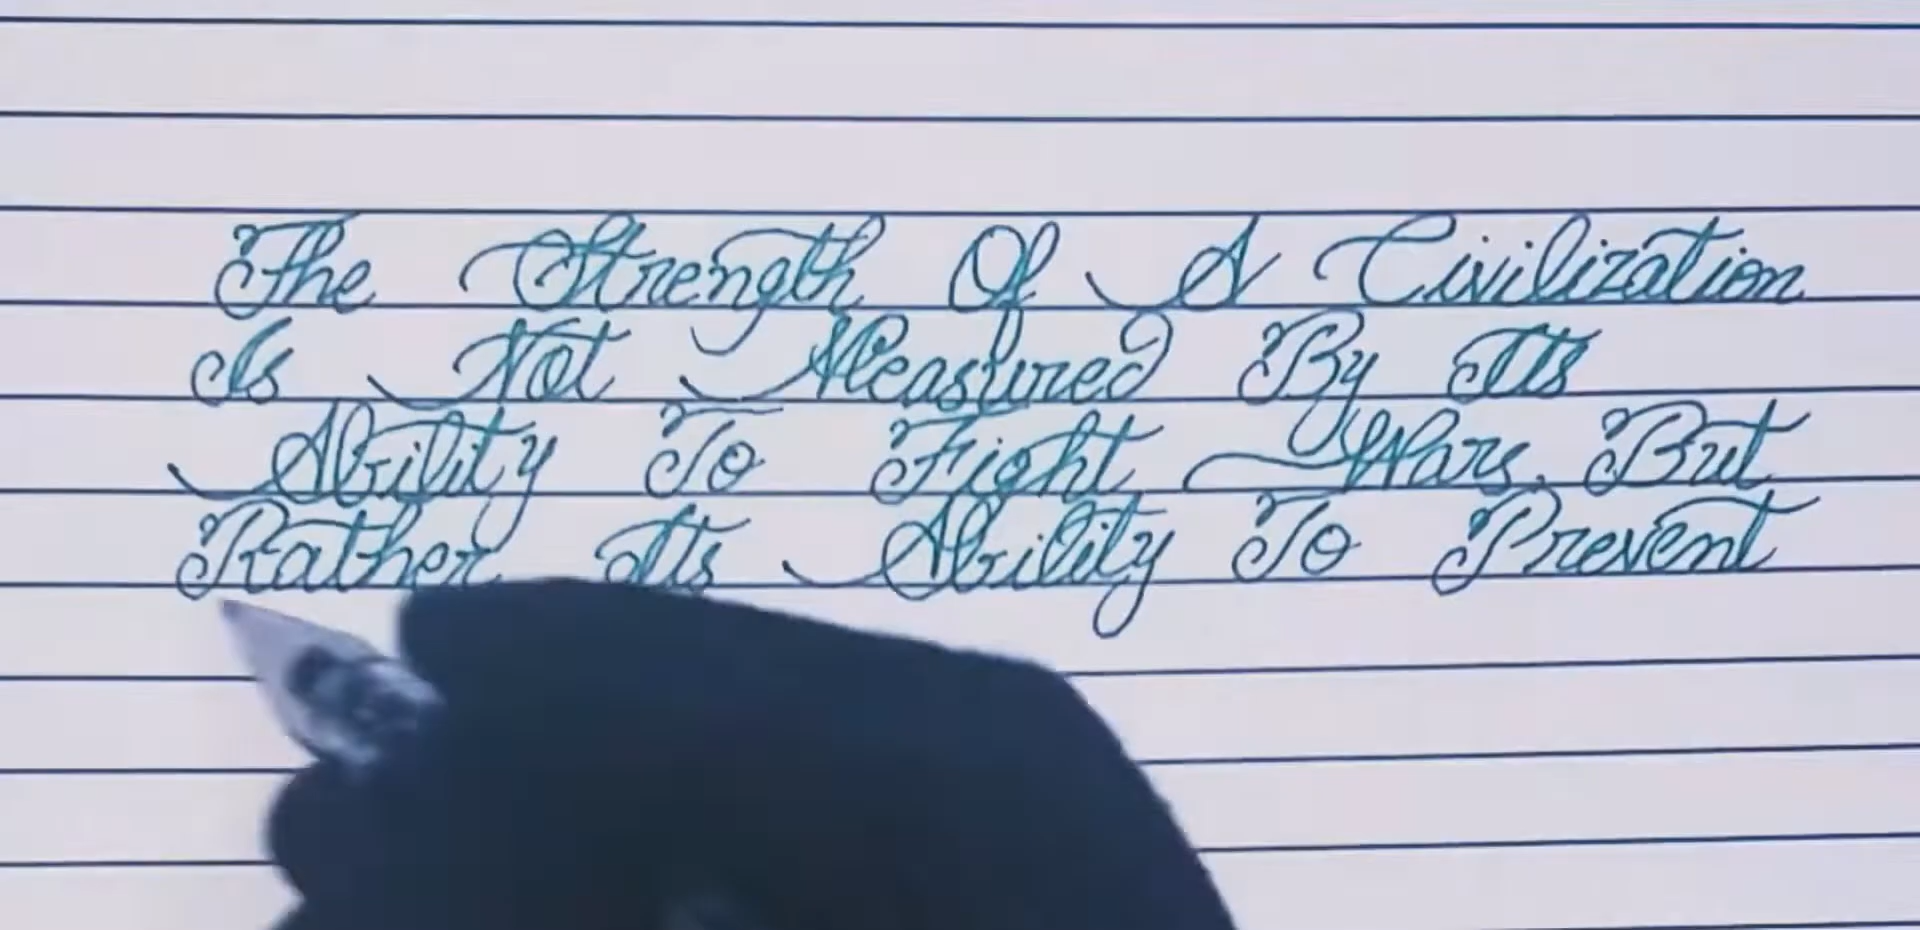 The Strength Of A Civilization
Is Not Measured By Its
Ability To Fight Wars, But
Rather Its Ability To Prevent